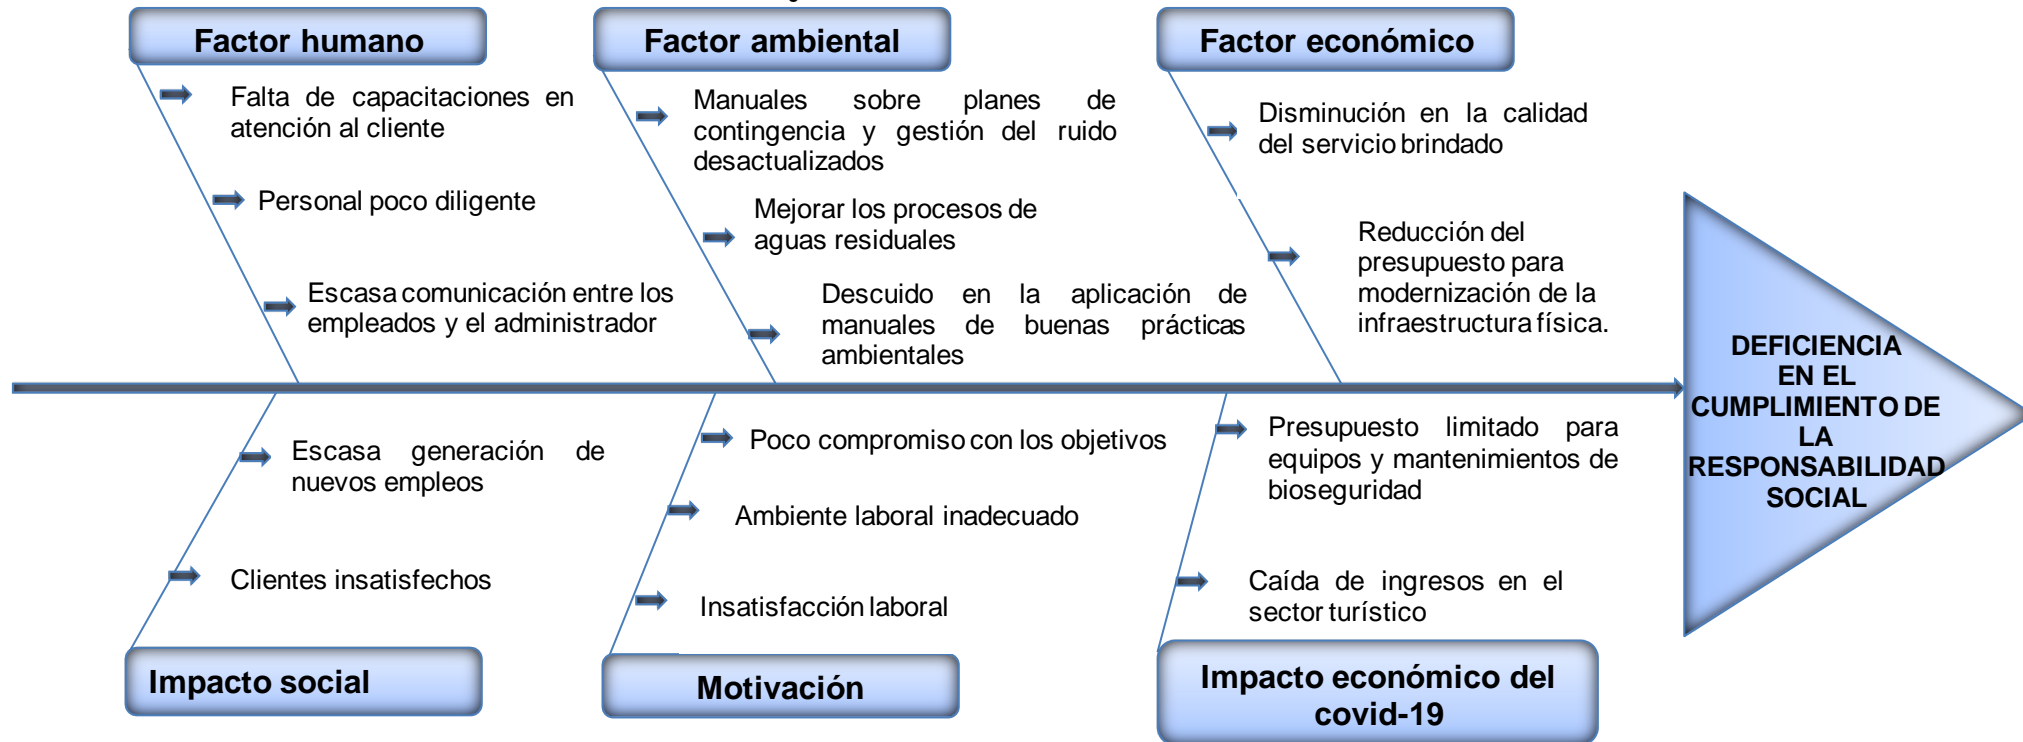 Factor humano
Falta de capacitaciones en
atención al cliente
Personal poco diligente
Escasa comunicación entre los
empleados y el administrador
Factor ambiental
Manuales sobre planes de
contingencia y gestión del ruido
desactualizados
Mejorar los procesos de
aguas residuales
Descuido en la aplicación de
manuales de buenas prácticas
ambientales
Factor económico
Disminución en la calidad
del servicio brindado
Reducción del
presupuesto para
modernización de la
infraestructura física.
DEFICIENCIA
EN EL
CUMPLIMIENTO DE
LA
RESPONSABILIDAD
SOCIAL
Escasa generación de
nuevos empleos
Clientes insatisfechos
Impacto social
Poco compromiso con los objetivos
Ambiente laboral inadecuado
Insatisfacción laboral
Motivación
Presupuesto limitado para
equipos y mantenimientos de
bioseguridad
Caída de ingresos en el
sector turístico
Impacto económico del
covid-19